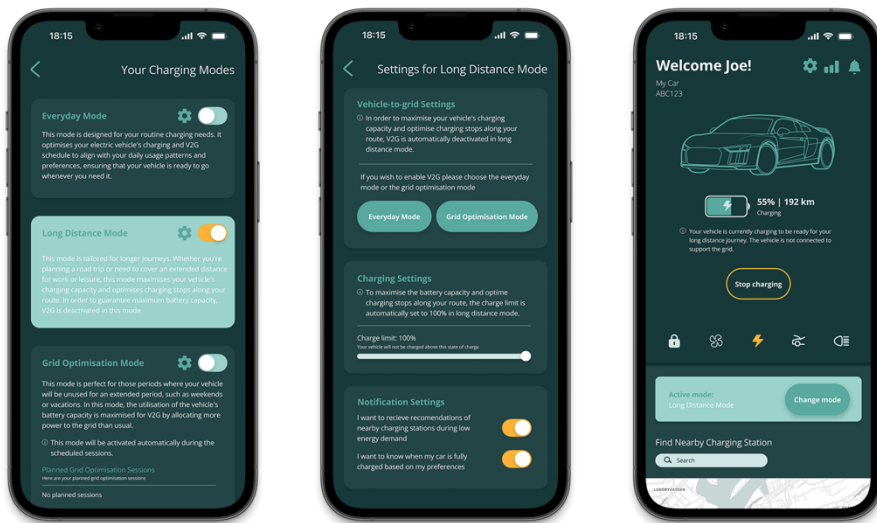 18:15
Your Charging Modes
Everyday Mode
This mode is designed for your routine charging needs. It
optimises your electric vehicle's charging and V2G
schedule to align with your daily usage patterns and
preferences, ensuring that your vehicle is ready to go
whenever you need it.
Long Distance Mode
This mode is tailored for longer journeys. Whether you're
planning a road trip or need to cover an extended distance
for work or leisure, this mode maximises your vehicle's
charging capacity and optimises charging stops along your
route. In order to guarantee maximum battery capacity,
V2G is deactivated in this mode.
Grid Optimisation Mode
This mode is perfect for those periods where your vehicle
will be unused for an extended period, such as weekends
or vacations. In this mode, the utilisation of the vehicle's
battery capacity is maximised for V2G by allocating more
power to the grid than usual.
This mode will be activated automatically during the
scheduled sessions.
Planned Grid Optimisation Sessions
Here are your planned grid optimisation sessions:
No planned sessions
18:15
Settings for Long Distance Mode
Vehicle-to-grid Settings
In order to maximise your vehicle's charging
capacity and optimise charging stops along your
route, V2G is automatically deactivated in long
distance mode.
If you wish to enable V2G please choose the everyday
mode or the grid optimisation mode
Everyday Mode
Grid Optimisation Mode
Charging Settings
To maximise the battery capacity and optime
charging stops along your route, the charge limit is
automatically set to 100% in long distance mode.
Charge limit: 100%
Your vehicle will not be charged above this state of charge
Notification Settings
I want to recieve recomendations of
nearby charging stations during low
energy demand
I want to know when my car is fully
charged based on my preferences
18:15
Welcome Joe!
My Car
ABC123
55% | 192 km
Charging
Your vehicle is currently charging to be ready for your
long distance journey. The vehicle is not connected to
support the grid.
Stop charging
Active mode:
Long Distance Mode
Change mode
Find Nearby Charging Station
Search